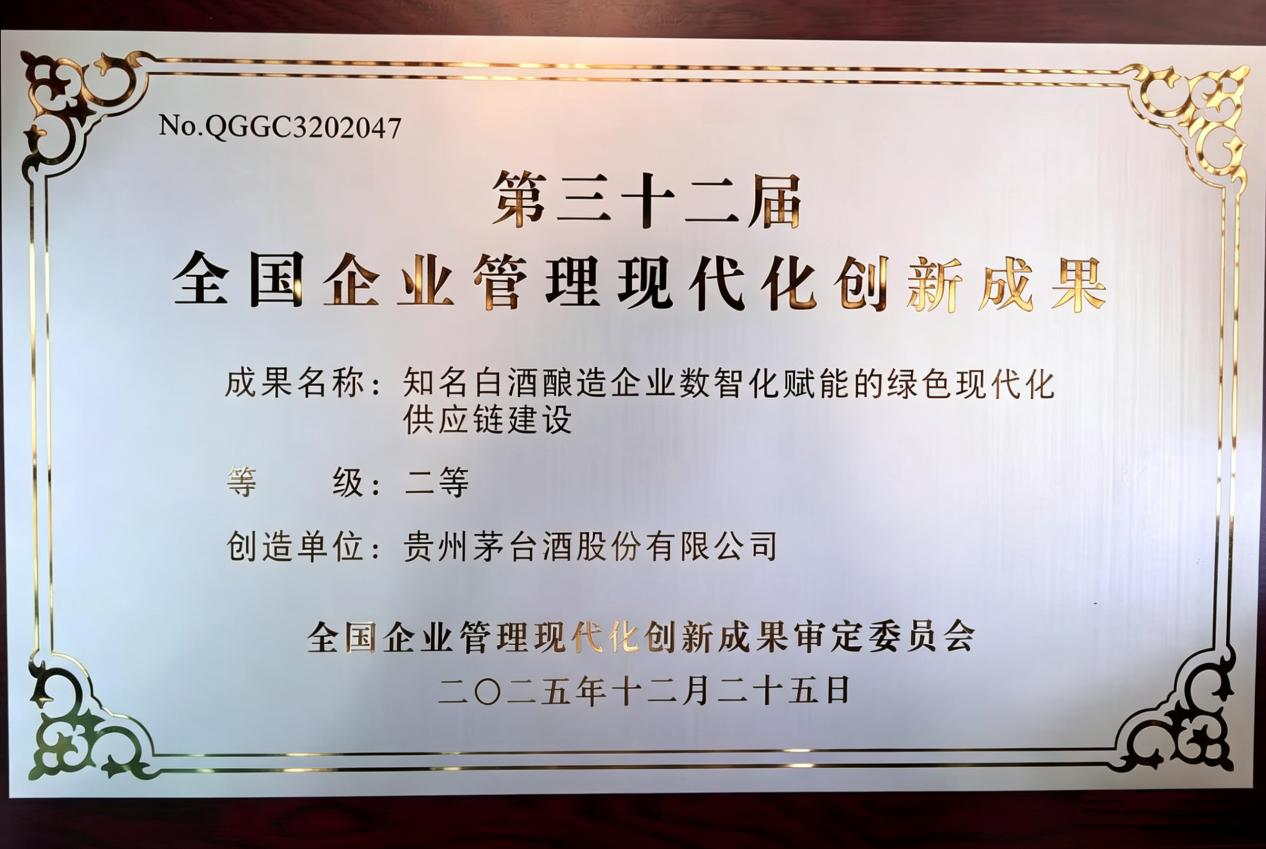 No.QGGC3202047
第三十二届
全国企业管理现代化创新成果
成果名称：知名白酒酿造企业数智化赋能的绿色现代化
供应链建设
等　　级：二等
创造单位：贵州茅台酒股份有限公司
全国企业管理现代化创新成果审定委员会
二〇二五年十二月二十五日